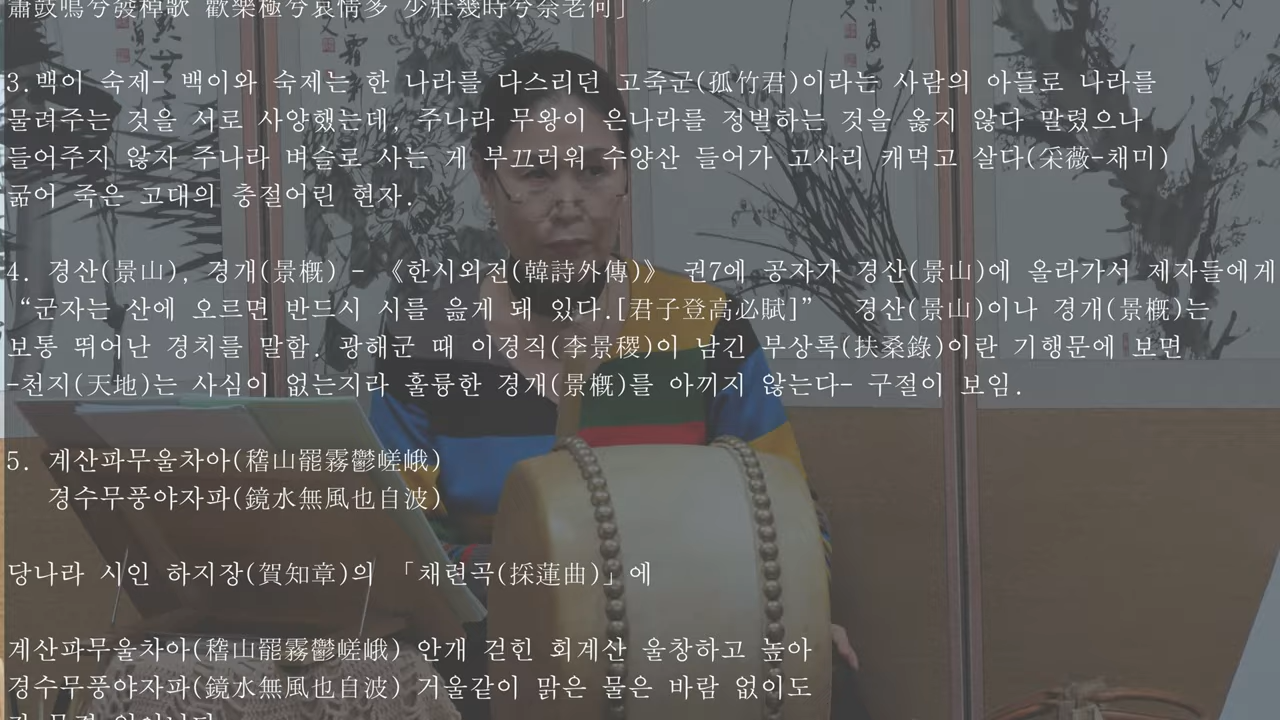 簫鼓鳴兮發棹歌 歡樂極兮哀情多 少壯幾時兮奈老何」”
3.백이 숙제- 백이와 숙제는 한 나라를 다스리던 고죽군(孤竹君)이라는 사람의 아들로 나라를
물려주는 것을 서로 사양했는데, 주나라 무왕이 은나라를 정벌하는 것을 옳지 않다 말렸으나
들어주지 않자 주나라 벼슬로 사는 게 부끄러워 수양산 들어가 고사리 캐먹고 살다(采薇-채미)
굶어 죽은 고대의 충절어린 현자.
4. 경산(景山), 경개(景槪) - 《한시외전(韓詩外傳)》 권7에 공자가 경산(景山)에 올라가서 제자들에게
“군자는 산에 오르면 반드시 시를 읊게 돼 있다.[君子登高必賦]” 경산(景山)이나 경개(景槪)는
보통 뛰어난 경치를 말함. 광해군 때 이경직(李景稷)이 남긴 부상록(扶桑錄)이란 기행문에 보면
-천지(天地)는 사심이 없는지라 훌륭한 경개(景槪)를 아끼지 않는다- 구절이 보임.
5. 계산파무울차아(稽山罷霧鬱嵯峨)
경수무풍야자파(鏡水無風也自波)
당나라 시인 하지장(賀知章)의 「채련곡(採蓮曲)」에
계산파무울차아(稽山罷霧鬱嵯峨) 안개 걷힌 회계산 울창하고 높아
경수무풍야자파(鏡水無風也自波) 거울같이 맑은 물은 바람 없이도